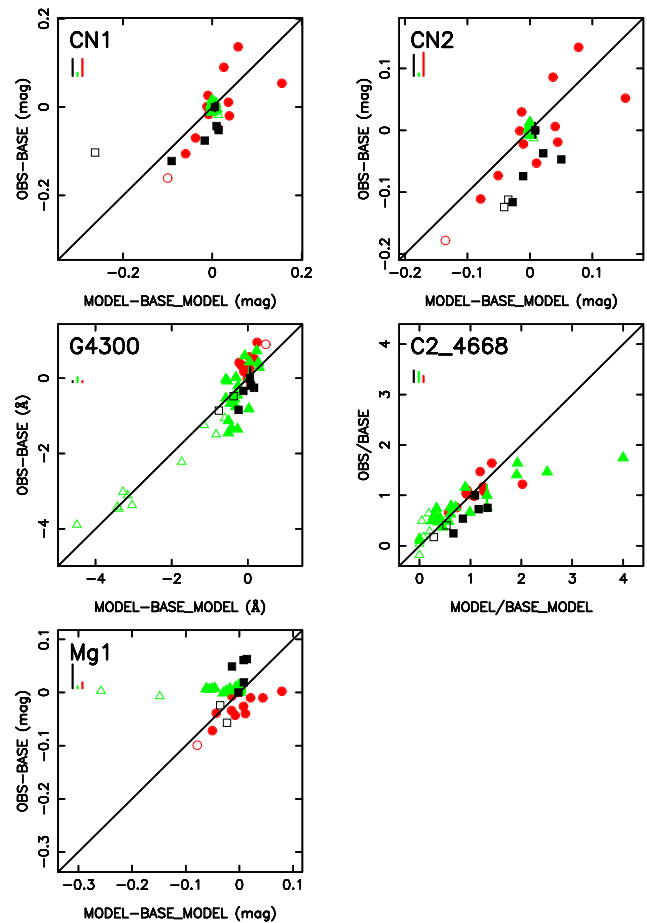 CN1
OBS−BASE (mag)
0.2
0
−0.2
−0.2
0
0.2
MODEL−BASE_MODEL (mag)
CN2
OBS−BASE (mag)
0.1
0
−0.1
−0.2
−0.2
−0.1
0
0.1
MODEL−BASE_MODEL (mag)
G4300
OBS−BASE (Å)
0
−2
−4
−4
−2
0
MODEL−BASE_MODEL (Å)
C2_4668
OBS/BASE
4
3
2
1
0
0
1
2
3
4
MODEL/BASE_MODEL
Mg1
OBS−BASE (mag)
0.1
0
−0.1
−0.2
−0.3
−0.3
−0.2
−0.1
0
0.1
MODEL−BASE_MODEL (mag)